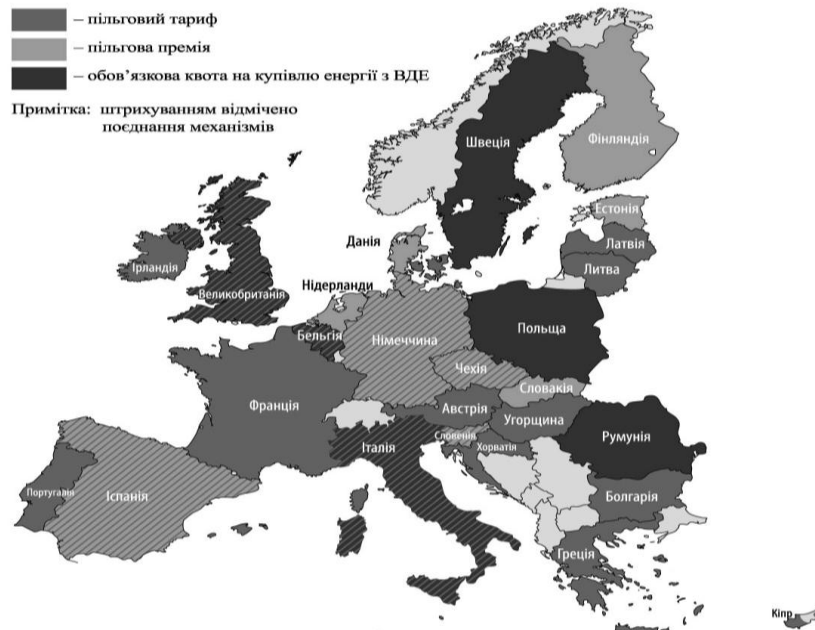 – пільговий тариф
– пільгова премія
– обов’язкова квота на купівлю енергії з ВДЕ
Примітка: штрихуванням відмічено
поєднання механізмів
Швеція
Фінляндія
Естонія
Латвія
Литва
Данія
Ірландія
Великобританія
Нідерланди
Бельгія
Німеччина
Польща
Чехія
Словакія
Франція
Австрія
Угорщина
Словенія
Хорватія
Румунія
Італія
Португалія
Іспанія
Болгарія
Греція
Кіпр